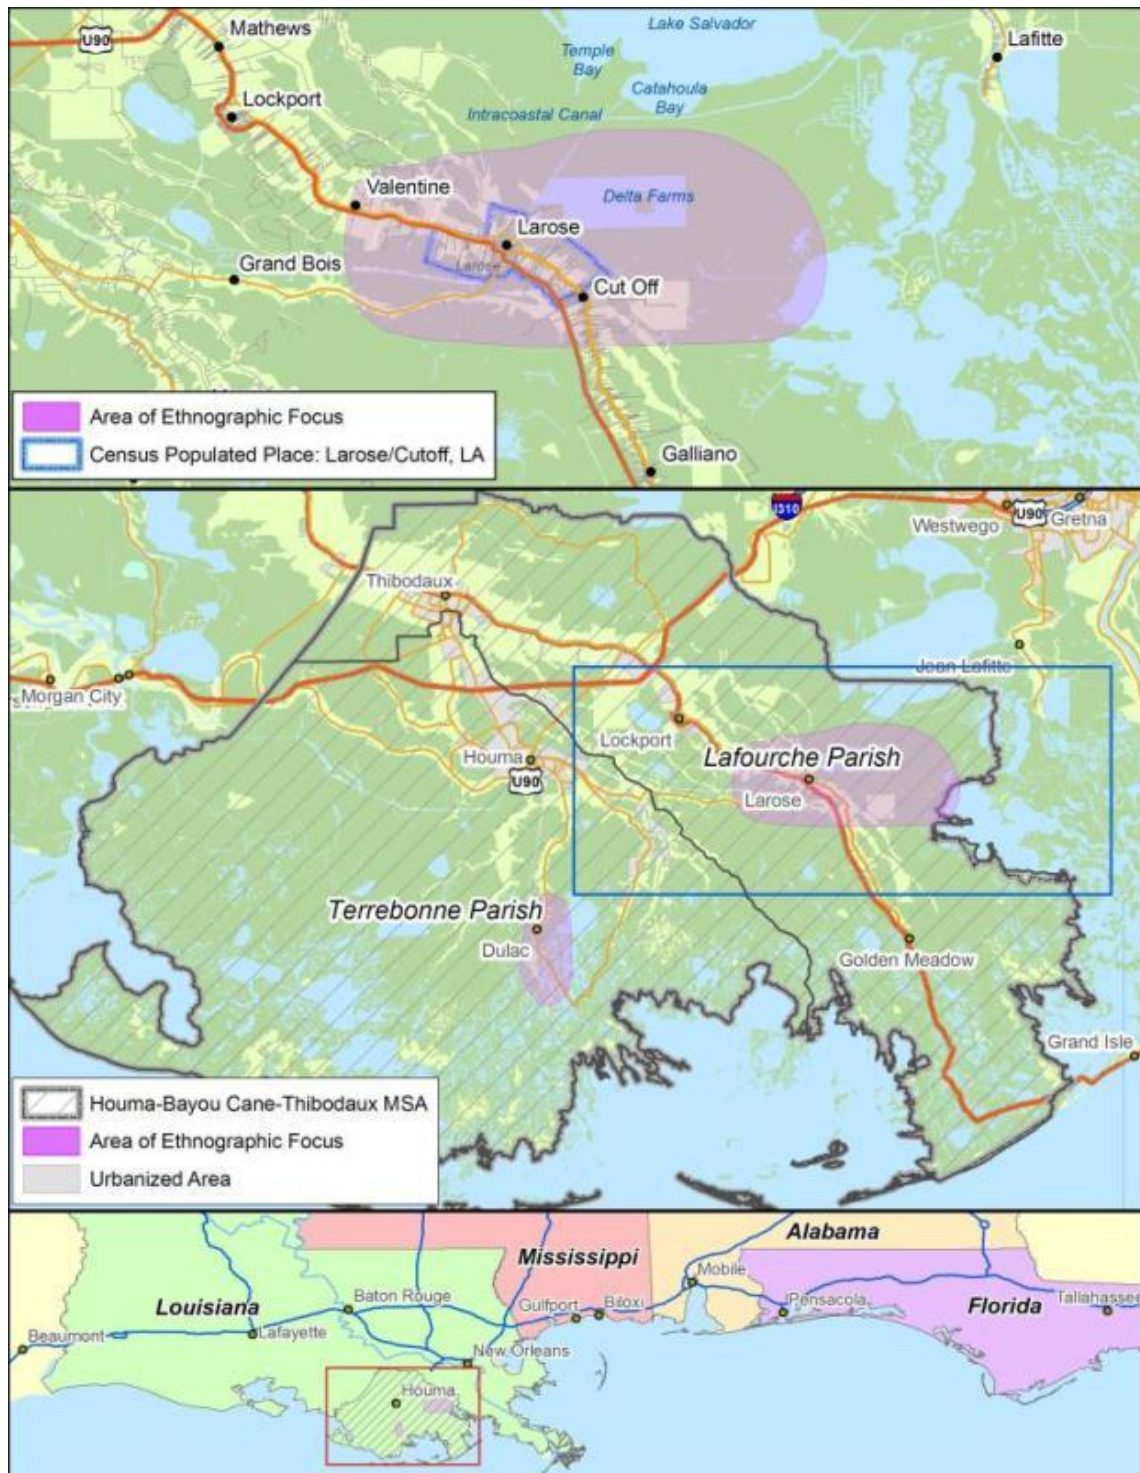 Mathews
U90
Lake Salvador
Lafitte
Temple
Bay
Catahoula
Bay
Lockport
Intracoastal Canal
Valentine
Delta Farms
Larose
Larose
Grand Bois
Cut Off
Area of Ethnographic Focus
Census Populated Place: Larose/Cutoff, LA
Galliano
I310
U90
Westwego
Gretna
Thibodaux
Jean Lafitte
Morgan City
Lockport
Houma
U90
Lafourche Parish
Larose
Terrebonne Parish
Dulac
Golden Meadow
Grand Isle
Houma-Bayou Cane-Thibodaux MSA
Area of Ethnographic Focus
Urbanized Area
Alabama
Mississippi
Mobile
Louisiana
Baton Rouge
Gulfport
Biloxi
Pensacola
Florida
Tallahassee
Beaumont
Lafayette
New Orleans
Houma